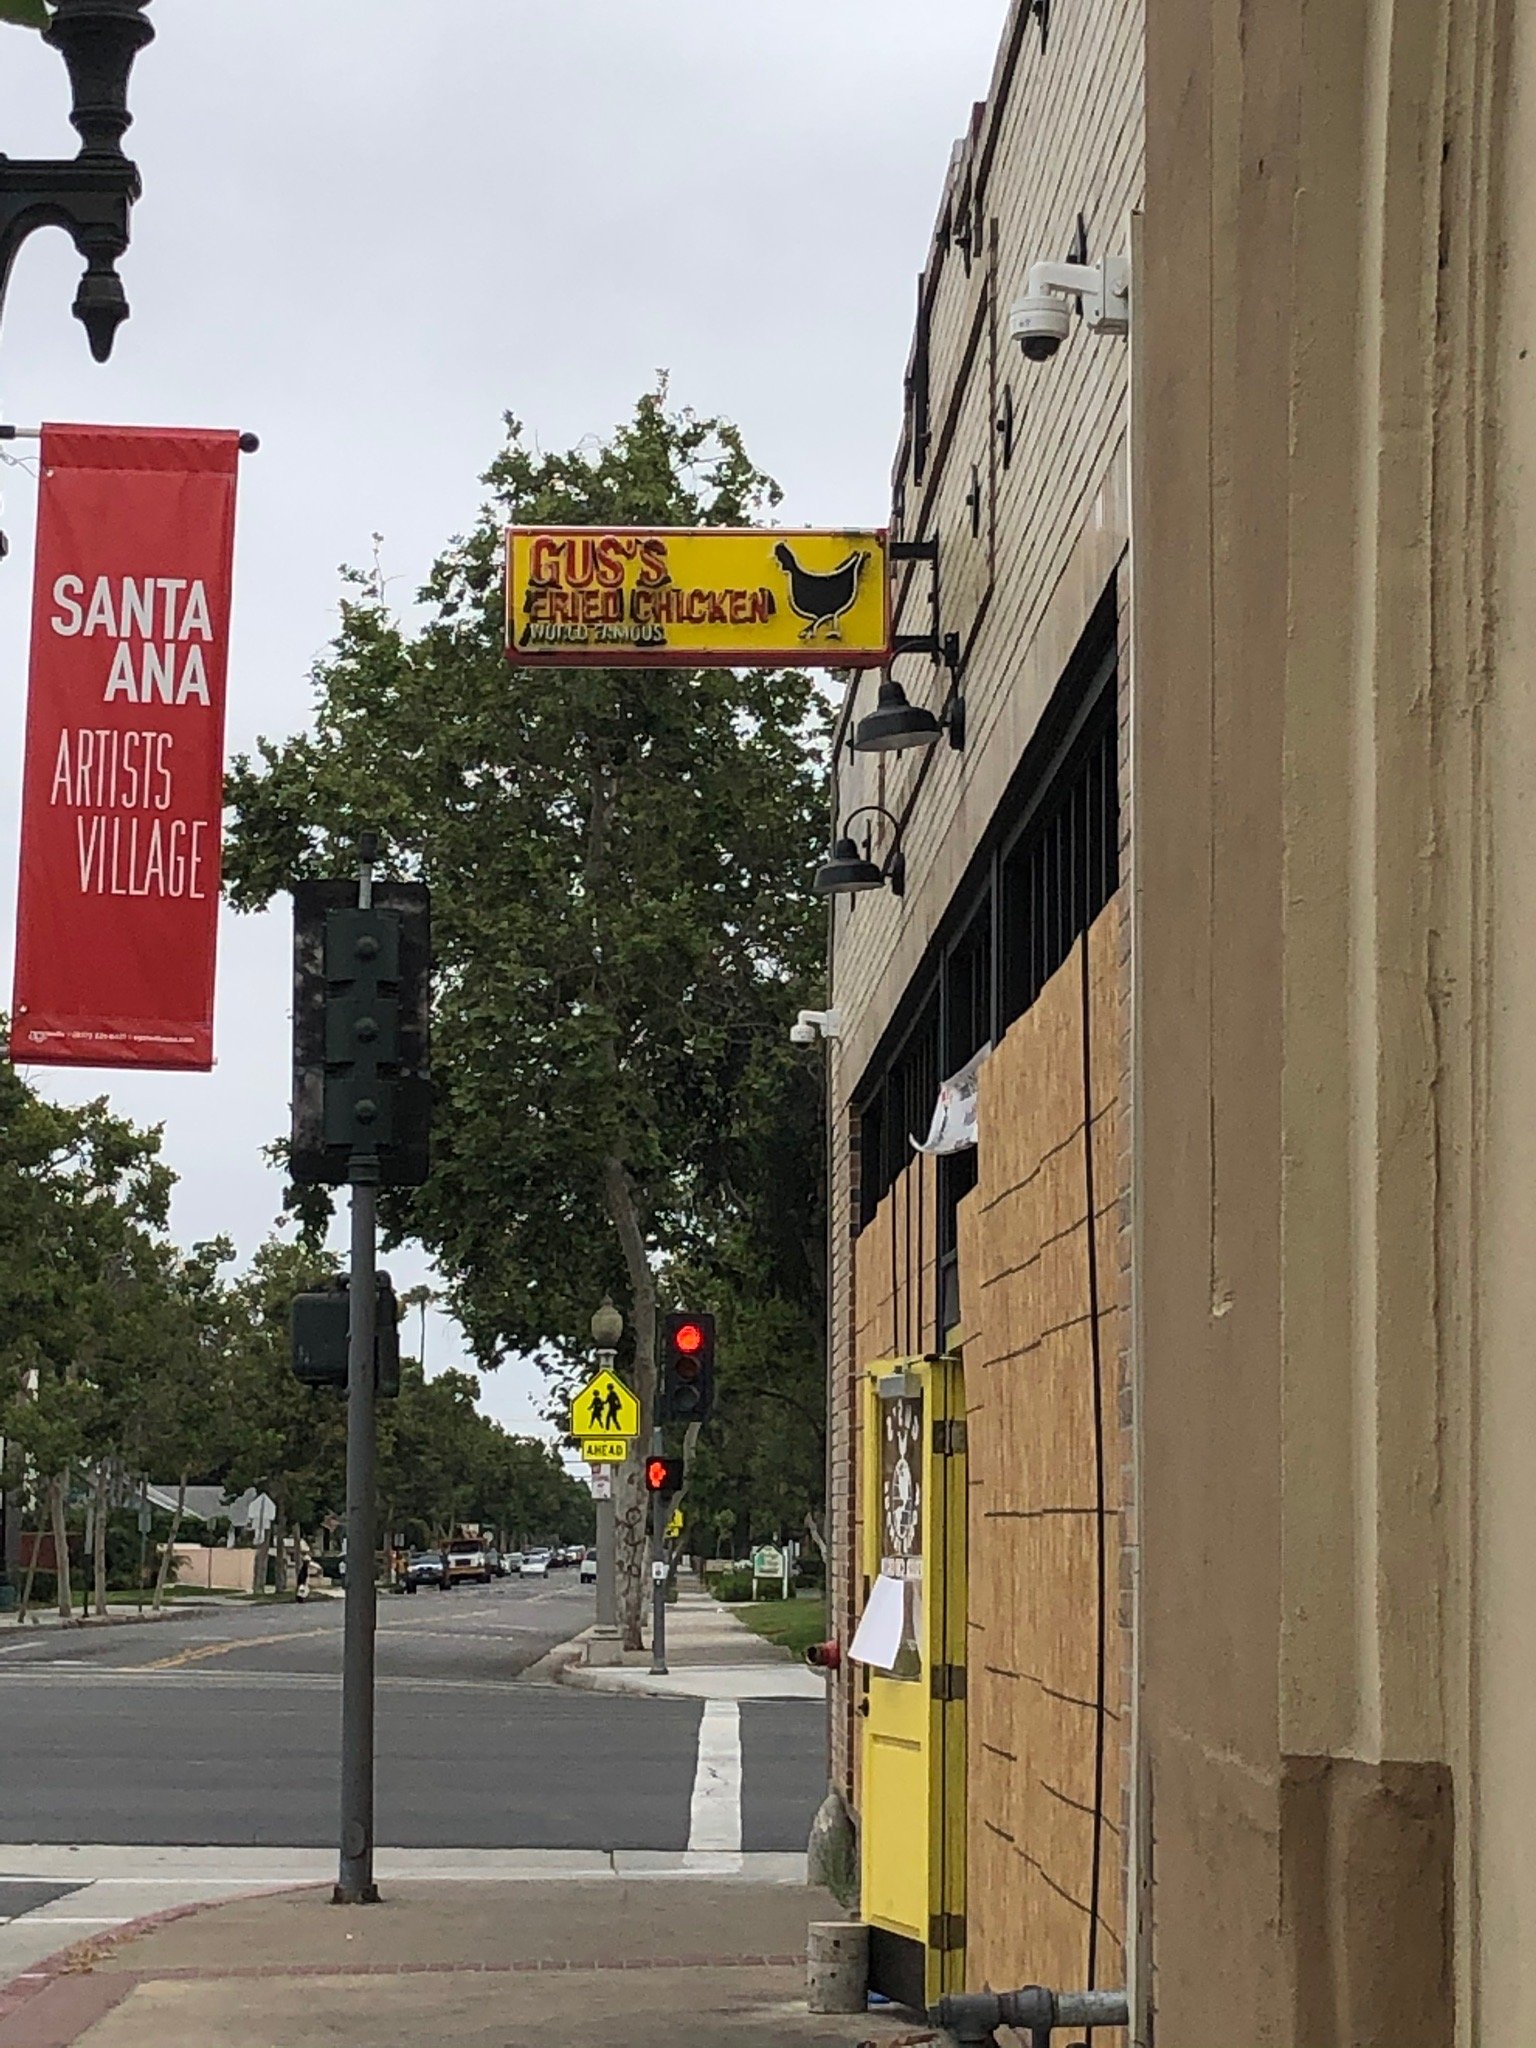 SANTA
ANA
ARTISTS
VILLAGE
GUS'S
FRIED CHICKEN
WORLD FAMOUS
AHEAD